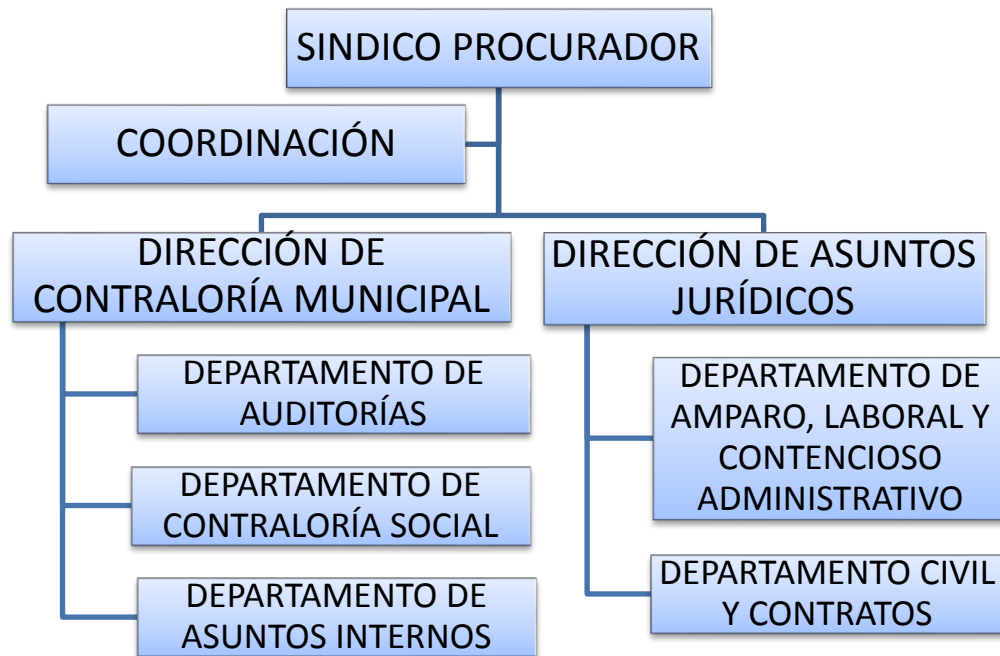 SINDICO PROCURADOR
COORDINACIÓN
DIRECCIÓN DE
CONTRALORÍA MUNICIPAL
DEPARTAMENTO DE
AUDITORÍAS
DEPARTAMENTO DE
CONTRALORÍA SOCIAL
DEPARTAMENTO DE
ASUNTOS INTERNOS
DIRECCIÓN DE ASUNTOS
JURÍDICOS
DEPARTAMENTO DE
AMPARO, LABORAL Y
CONTENCIOSO
ADMINISTRATIVO
DEPARTAMENTO CIVIL
Y CONTRATOS